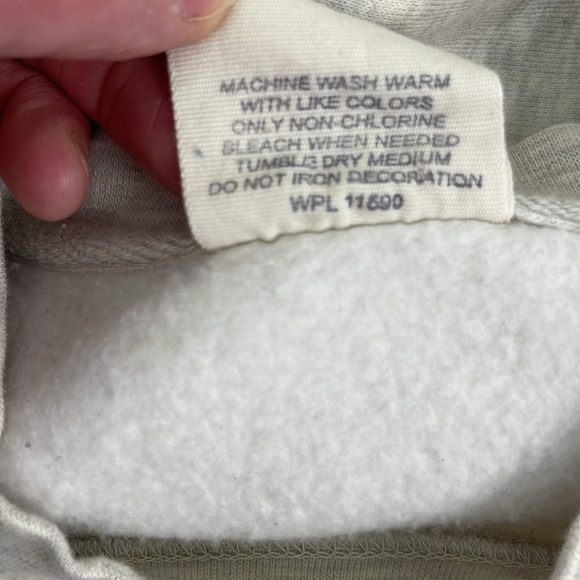 MACHINE WASH WARM
WITH LIKE COLORS
ONLY NON-CHLORINE
BLEACH WHEN NEEDED
TUMBLE DRY MEDIUM
DO NOT IRON DECORATION
WPL 11590